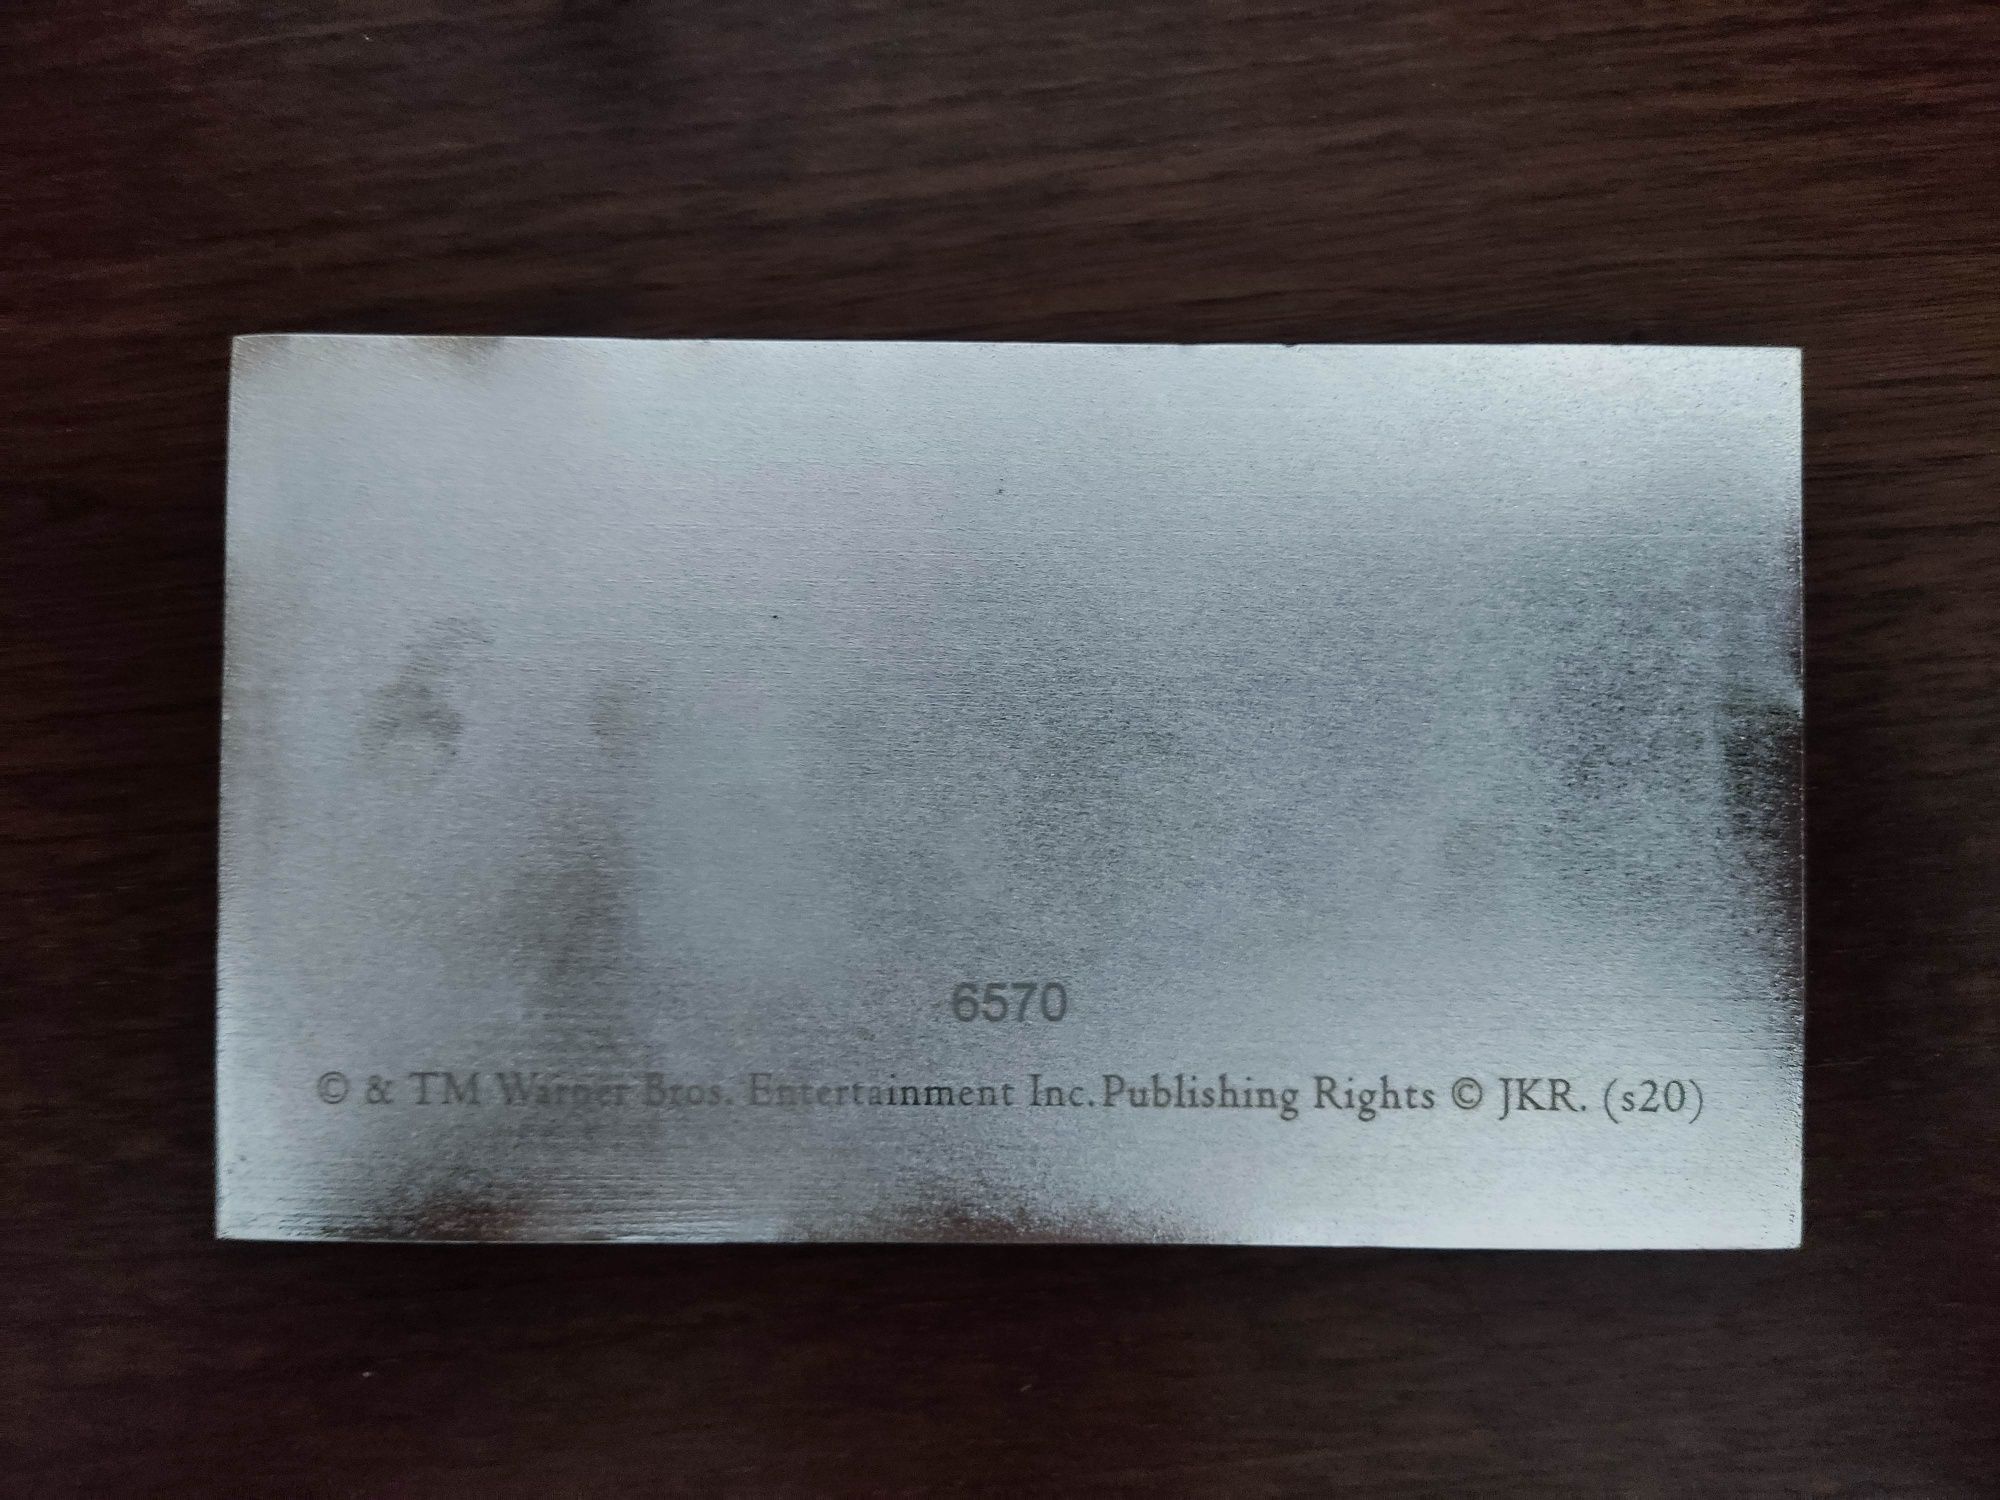 6570
© & TM Warner Bros. Entertainment Inc.Publishing Rights © JKR. (s20)